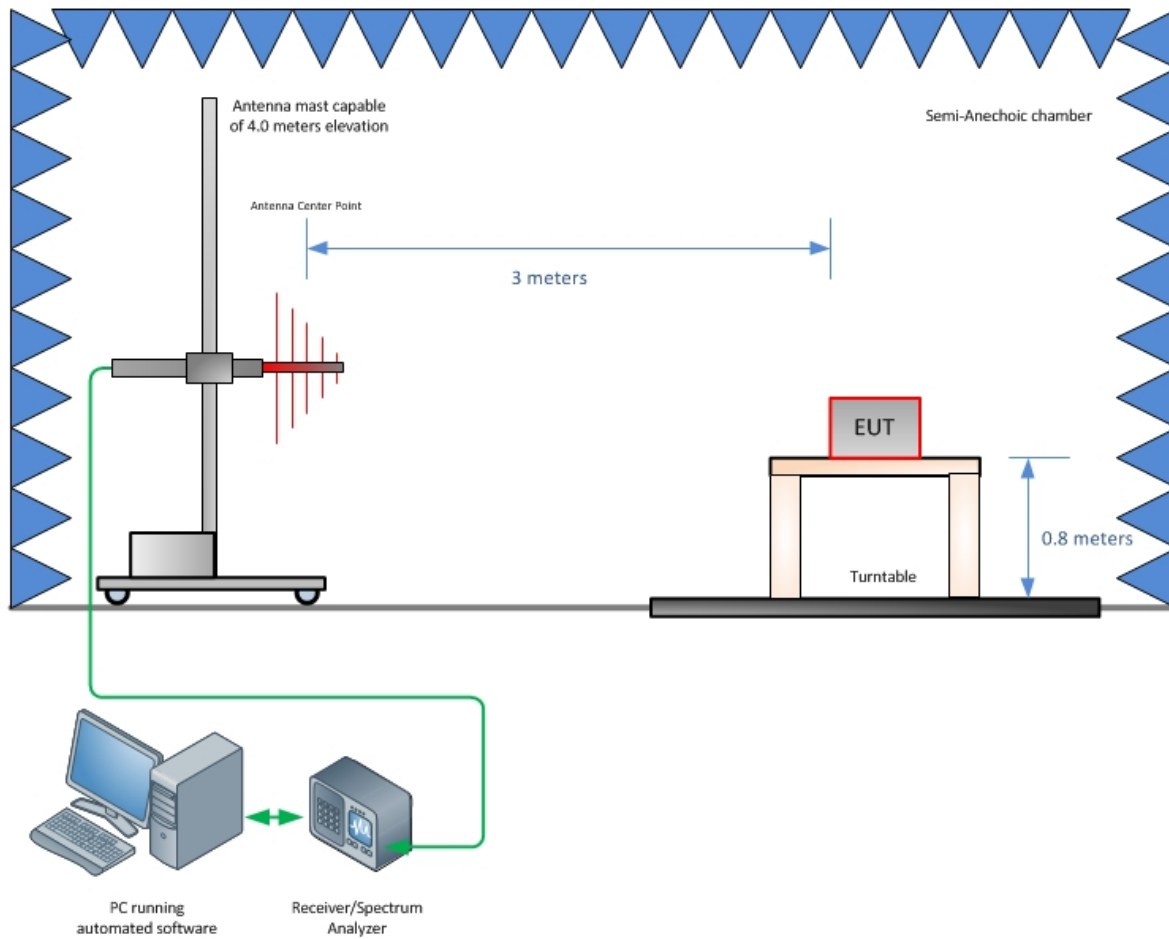 Antenna mast capable
of 4.0 meters elevation
Semi-Anechoic chamber
Antenna Center Point
3 meters
EUT
0.8 meters
Turntable
PC running
automated software
Receiver/Spectrum
Analyzer